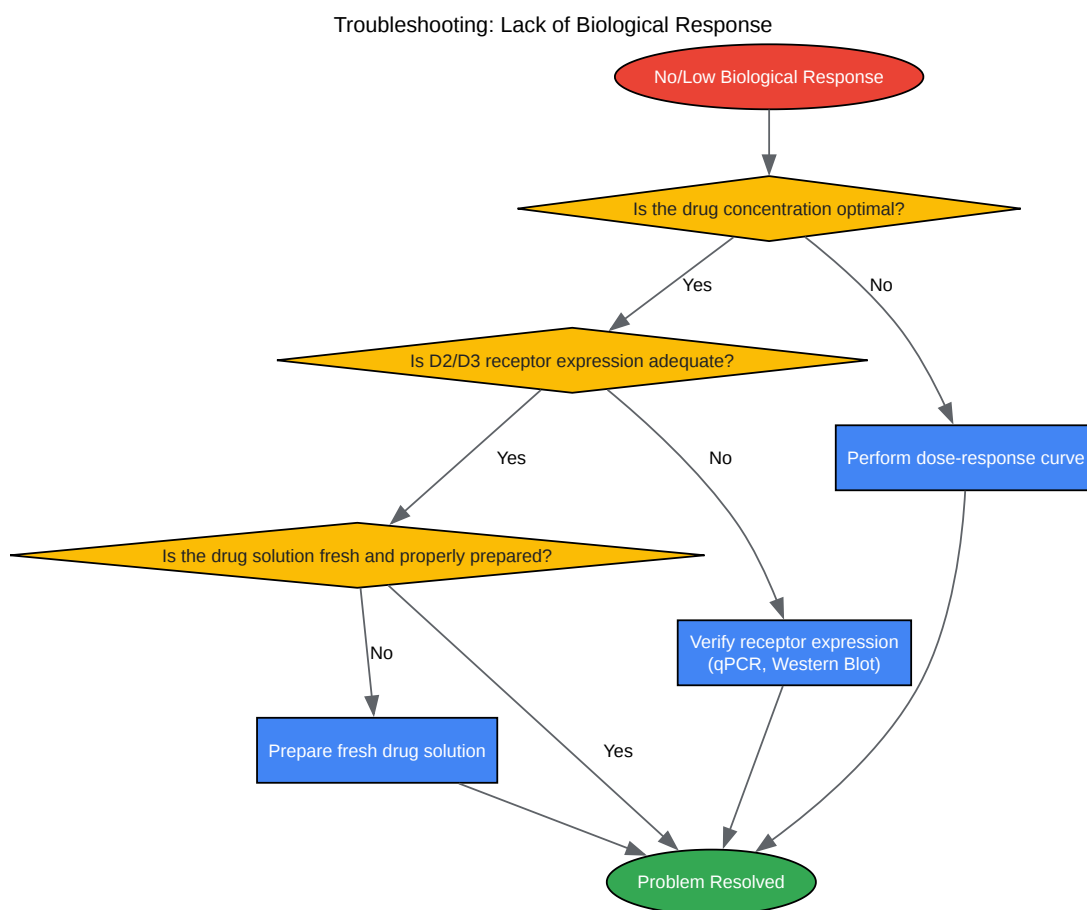 Troubleshooting: Lack of Biological Response
No/Low Biological Response
Is the drug concentration optimal?
Yes
No
Is D2/D3 receptor expression adequate?
Yes
No
Perform dose-response curve
Is the drug solution fresh and properly prepared?
No
Yes
Verify receptor expression
(qPCR, Western Blot)
Prepare fresh drug solution
Problem Resolved